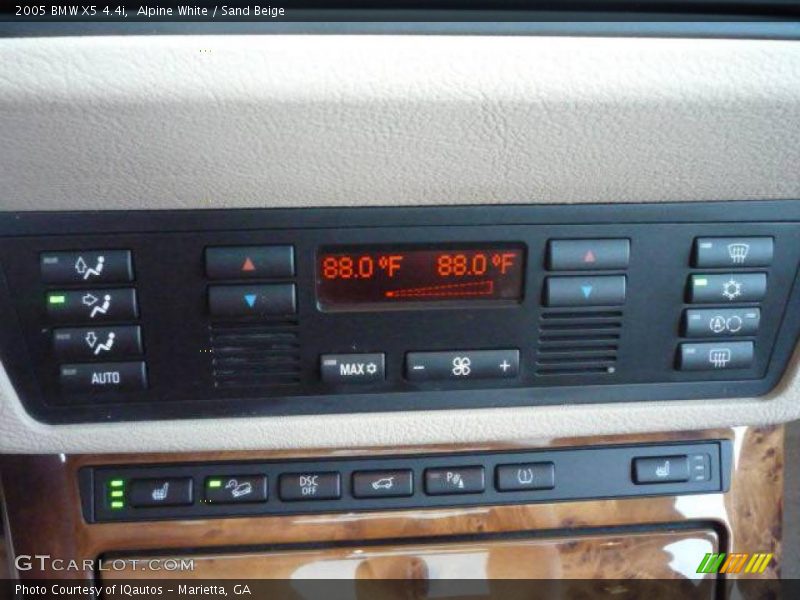 2005 BMW X5 4.4i,  Alpine White / Sand Beige
88.0 °F 88.0 °F
AUTO
MAX
- +
A
DSC OFF
P
GTCARLOT.COM
Photo Courtesy of IQautos – Marietta, GA